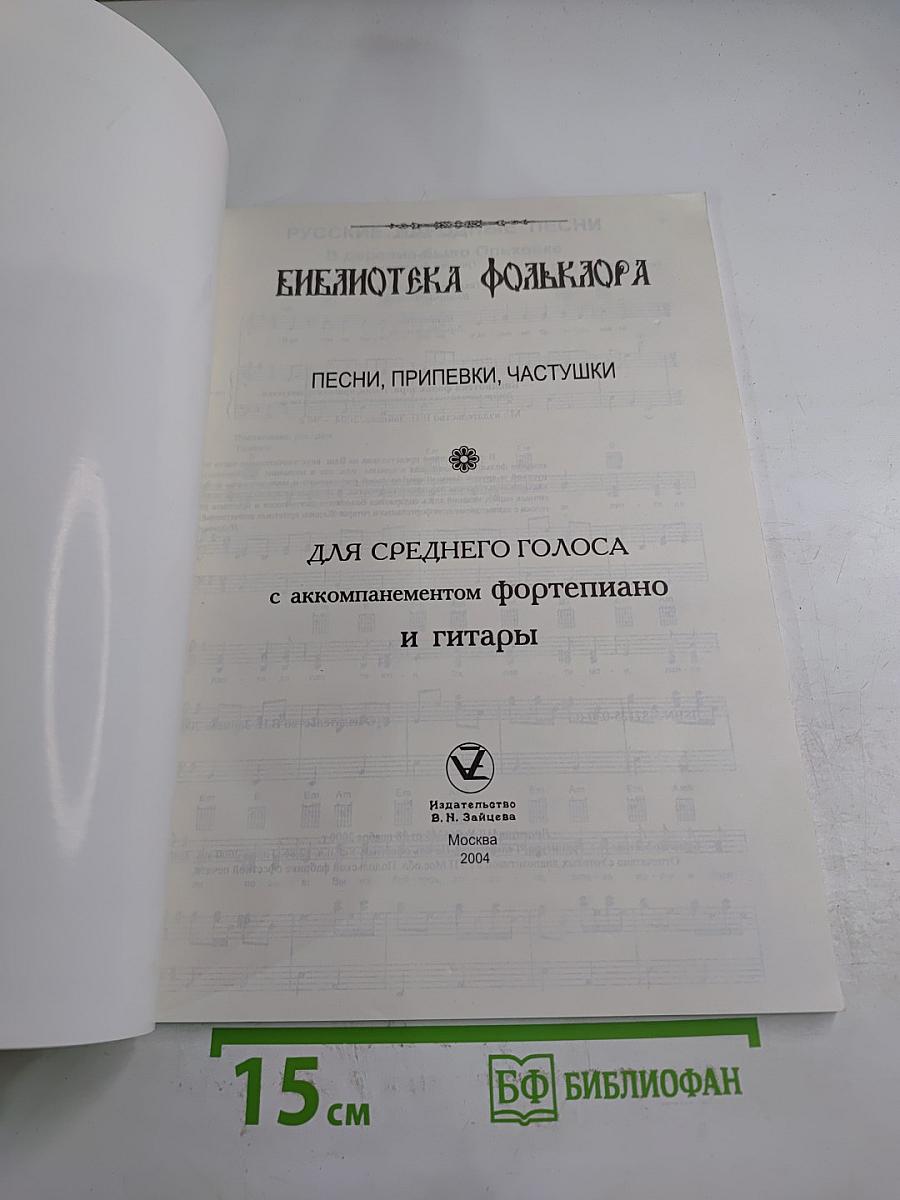 БИБЛИОТЕКА ФОЛЬКЛОРА
ПЕСНИ, ПРИПЕВКИ, ЧАСТУШКИ
ДЛЯ СРЕДНЕГО ГОЛОСА
с аккомпанементом фортепиано
и гитары
Издательство
В. Н. Зайцева
Москва
2004
15 см
БФ БИБЛИОФАН